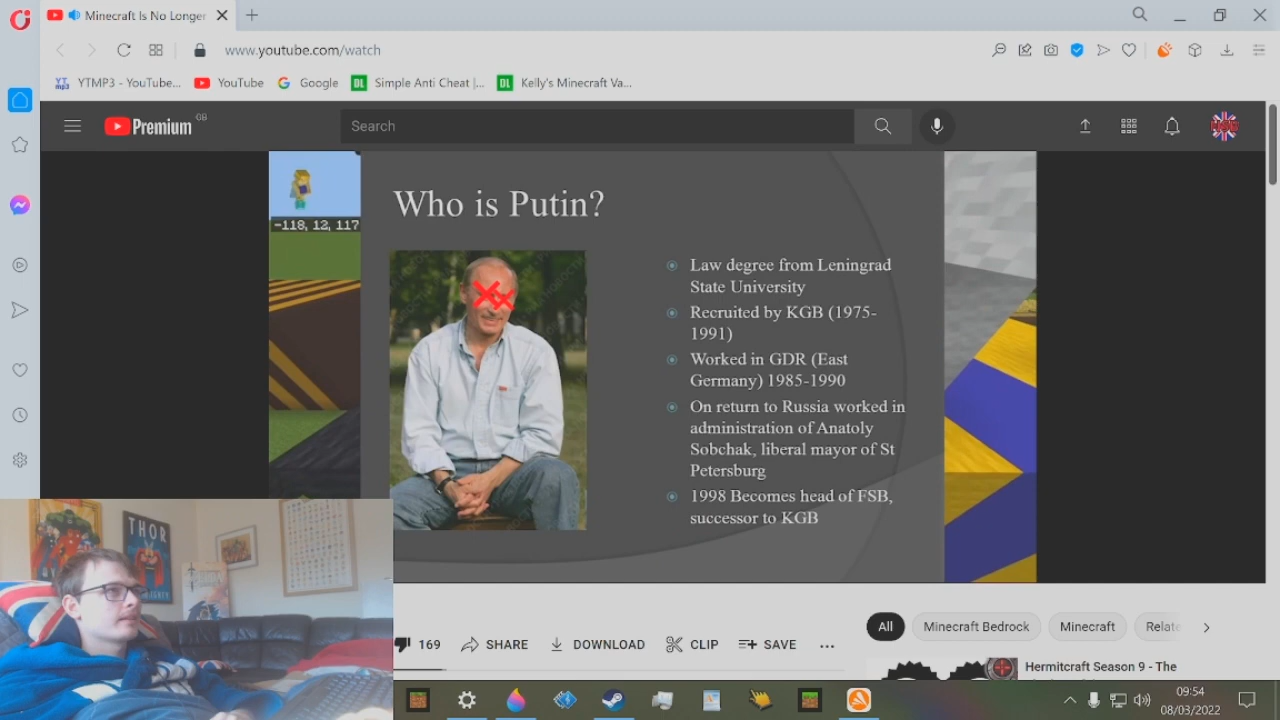 Minecraft Is No Longer
www.youtube.com/watch
YTMP3 - YouTube...
YouTube
Google
Simple Anti Cheat |...
Kelly's Minecraft Va...
Premium GB
Search
-118, 12, 117
Who is Putin?
Law degree from Leningrad
State University
Recruited by KGB (1975-
1991)
Worked in GDR (East
Germany) 1985-1990
On return to Russia worked in
administration of Anatoly
Sobchak, liberal mayor of St
Petersburg
1998 Becomes head of FSB,
successor to KGB
THOR
169
SHARE
DOWNLOAD
CLIP
SAVE
All
Minecraft Bedrock
Minecraft
Relate
Hermitcraft Season 9 - The
09:54
08/03/2022